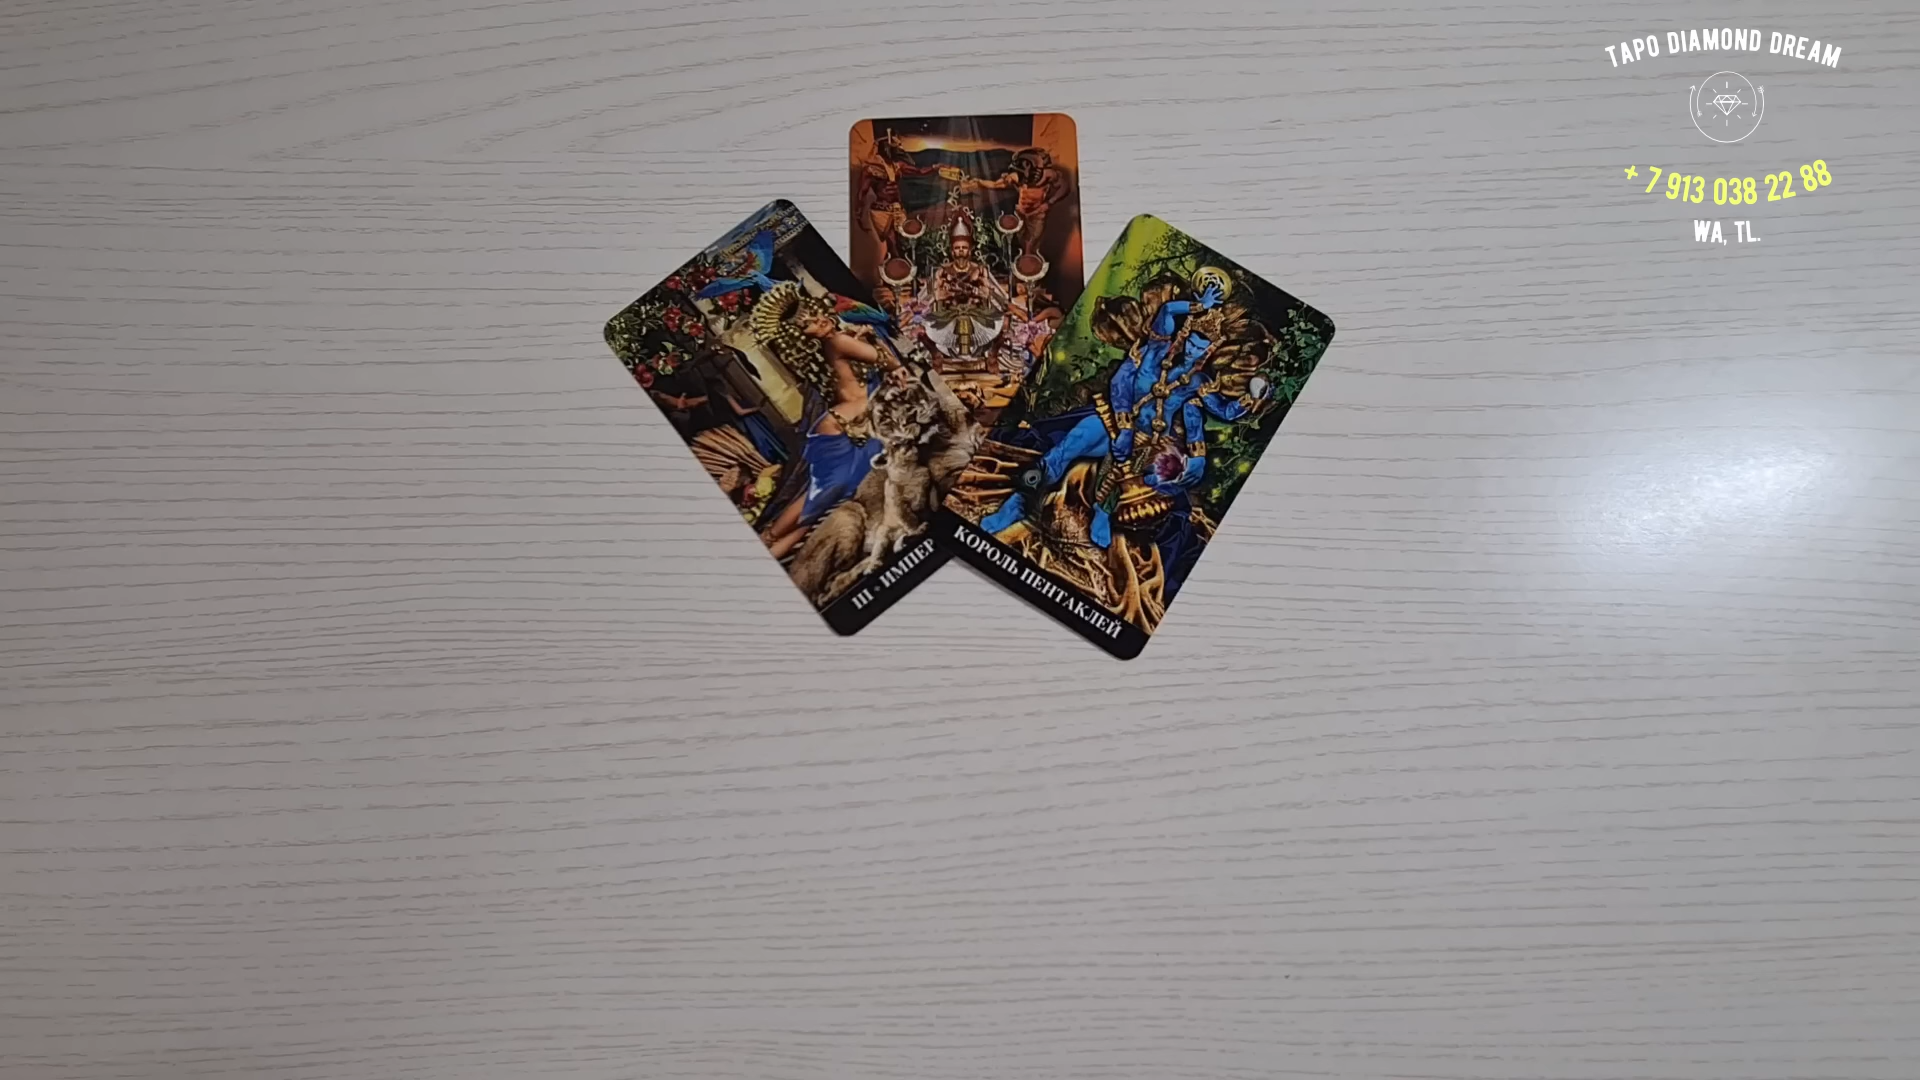 ТАРО DIAMOND DREAM
+ 7 913 038 22 88
WA, TL.
III • ИМПЕР
КОРОЛЬ ПЕНТАКЛЕЙ